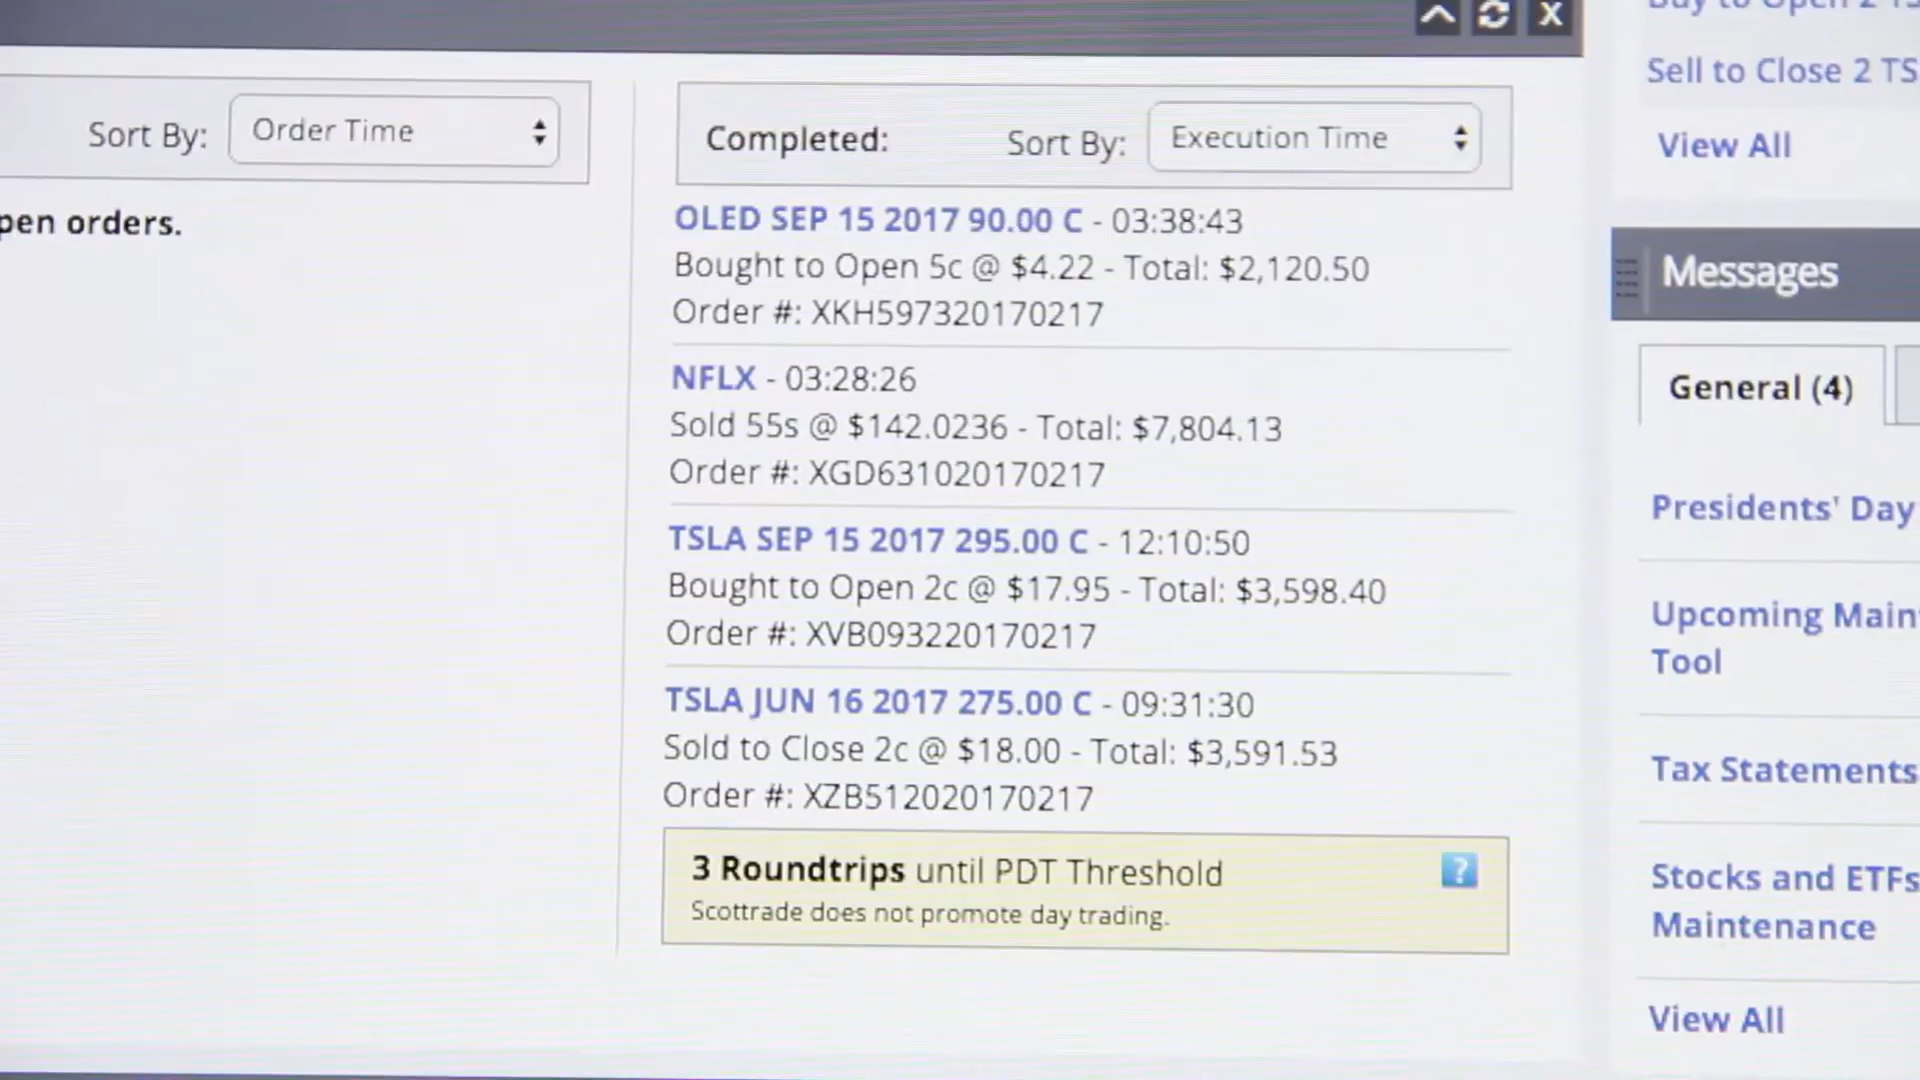 Sort By: Order Time
orders.
Completed: Sort By: Execution Time
OLED SEP 15 2017 90.00 C - 03:38:43
Bought to Open 5c @ $4.22 - Total: $2,120.50
Order #: XKH597320170217
NFLX - 03:28:26
Sold 55s @ $142.0236 - Total: $7,804.13
Order #: XGD631020170217
TSLA SEP 15 2017 295.00 C - 12:10:50
Bought to Open 2c @ $17.95 - Total: $3,598.40
Order #: XVB093220170217
TSLA JUN 16 2017 275.00 C - 09:31:30
Sold to Close 2c @ $18.00 - Total: $3,591.53
Order #: XZB512020170217
3 Roundtrips until PDT Threshold
?
Scottrade does not promote day trading.
Buy to Open 2
Sell to Close 2 TS
View All
Messages
General (4)
Presidents' Day
Upcoming Main
Tool
Tax Statements
Stocks and ETFs
Maintenance
View All